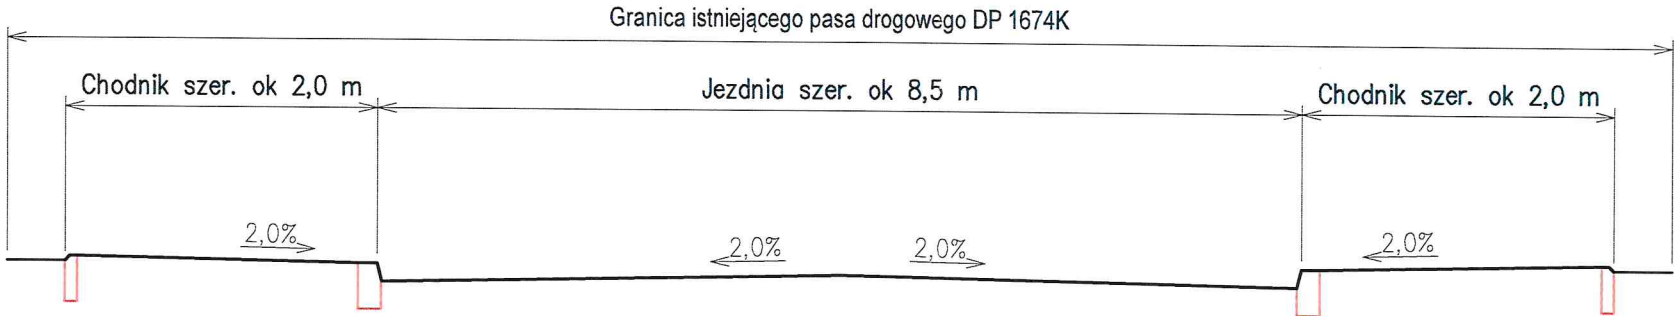 Granica istniejącego pasa drogowego DP 1674K
Chodnik szer. ok 2,0 m
Jezdnia szer. ok 8,5 m
Chodnik szer. ok 2,0 m
2,0%
2,0%
2,0%
2,0%